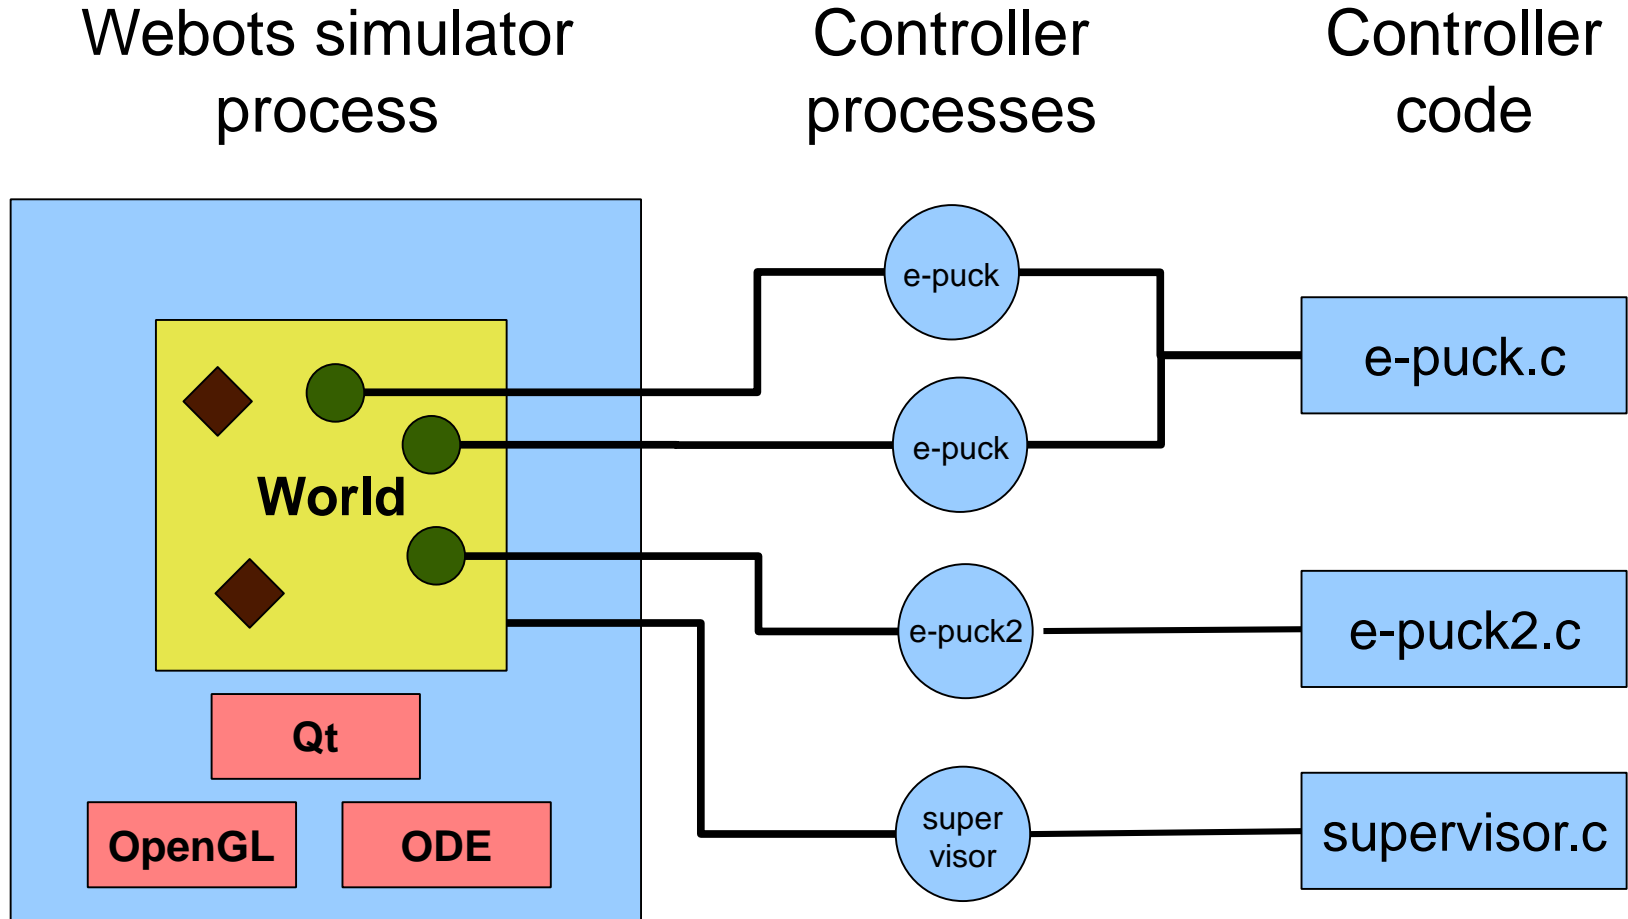 Webots simulator
process
Controller
processes
Controller
code
e-puck
e-puck.c
e-puck
World
e-puck2
e-puck2.c
Qt
OpenGL
ODE
super
visor
supervisor.c